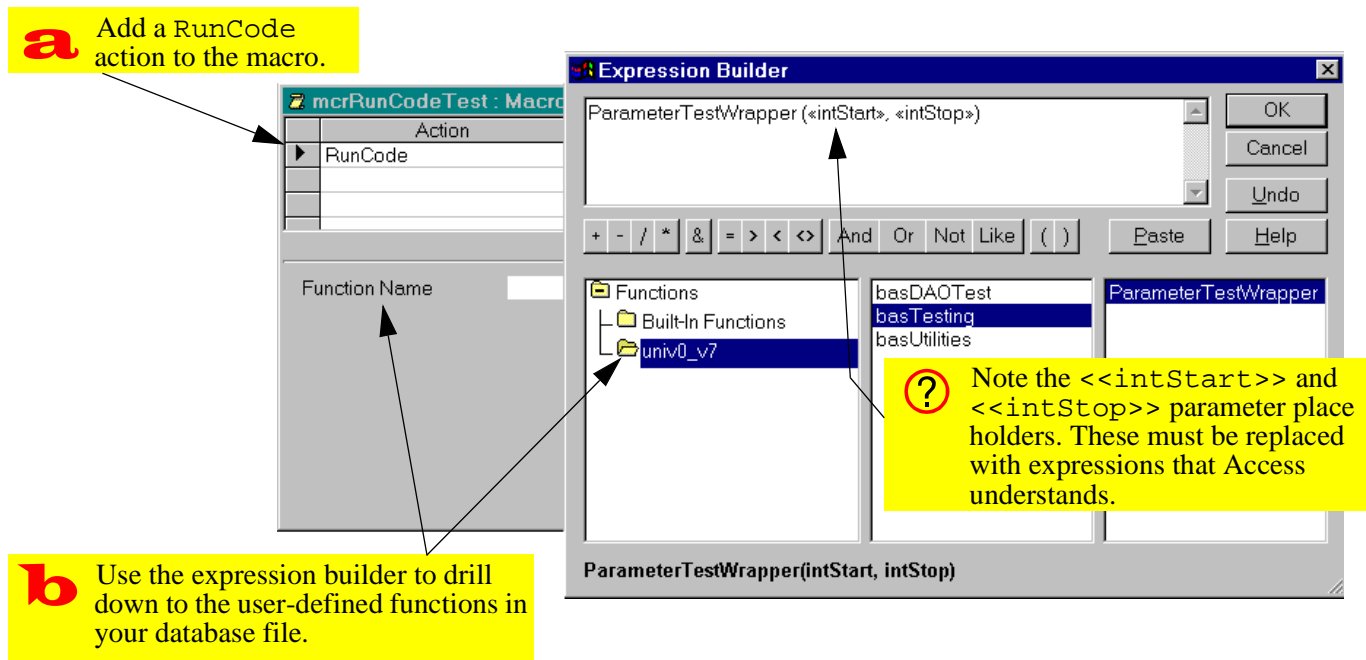 a Add a RunCode
action to the macro.
mcrRunCodeTest : Macro
Action
RunCode
Function Name
Expression Builder
ParameterTestWrapper («intStart», «intStop»)
OK
Cancel
Undo
+ - / * & = > < <> And Or Not Like ( ) Paste Help
Functions
Built-In Functions
univ0_v7
basDAOTest
basTesting
basUtilities
ParameterTestWrapper
? Note the <<intStart>> and
<<intStop>> parameter place
holders. These must be replaced
with expressions that Access
understands.
ParameterTestWrapper(intStart, intStop)
b Use the expression builder to drill
down to the user-defined functions in
your database file.